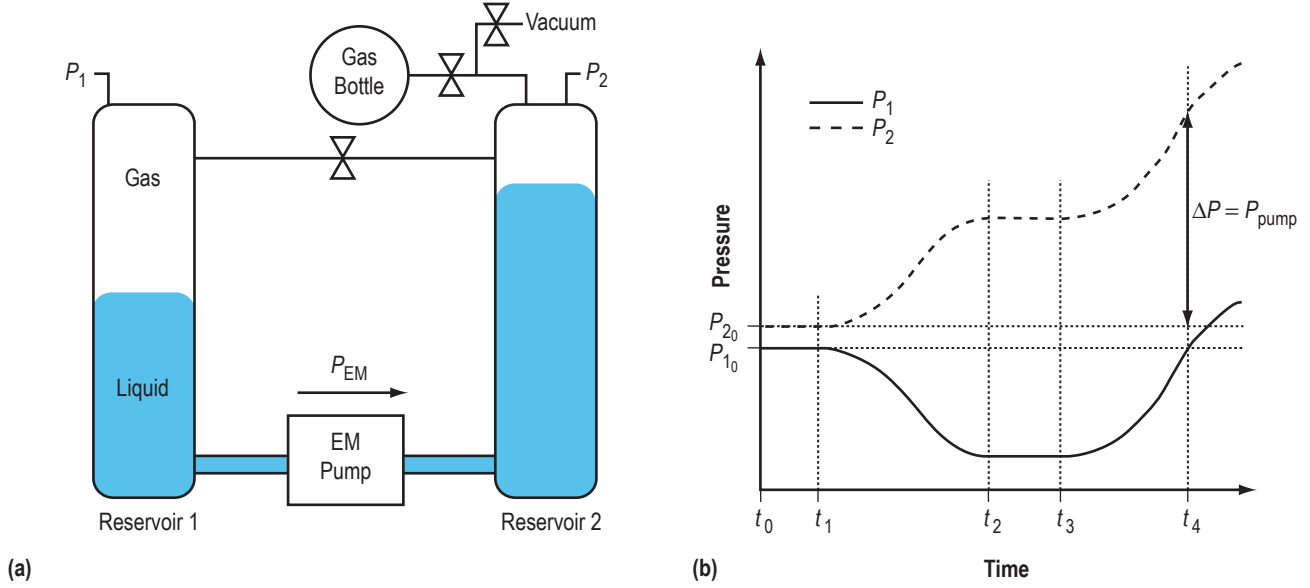 Vacuum
Gas
Bottle
P1
P2
Gas
Liquid
PEM
EM
Pump
Reservoir 1
Reservoir 2
(a)
P1
P2
Pressure
ΔP = Ppump
P20
P10
t0
t1
t2
t3
t4
Time
(b)